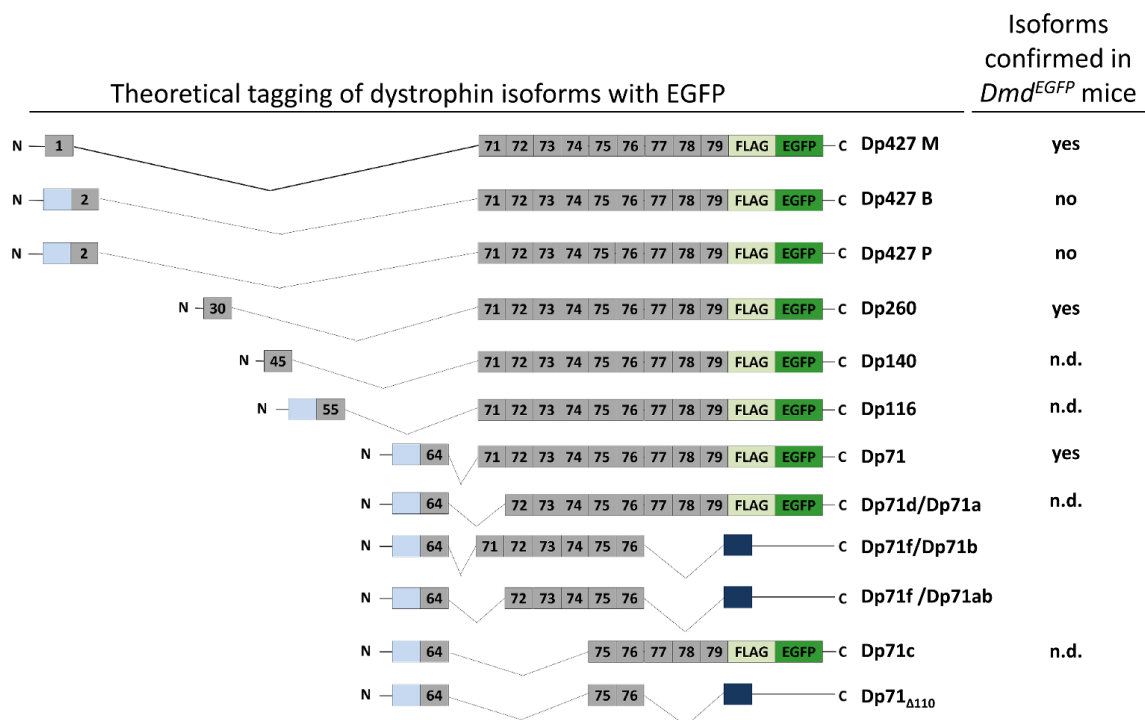 Isoforms
confirmed in
Theoretical tagging of dystrophin isoforms with EGFP Dmd^EGFP mice
N 1 71 72 73 74 75 76 77 78 79 FLAG EGFP C Dp427 M yes
N 2 71 72 73 74 75 76 77 78 79 FLAG EGFP C Dp427 B no
N 2 71 72 73 74 75 76 77 78 79 FLAG EGFP C Dp427 P no
N 30 71 72 73 74 75 76 77 78 79 FLAG EGFP C Dp260 yes
N 45 71 72 73 74 75 76 77 78 79 FLAG EGFP C Dp140 n.d.
N 55 71 72 73 74 75 76 77 78 79 FLAG EGFP C Dp116 n.d.
N 64 71 72 73 74 75 76 77 78 79 FLAG EGFP C Dp71 yes
N 64 72 73 74 75 76 77 78 79 FLAG EGFP C Dp71d/Dp71a n.d.
N 64 71 72 73 74 75 76 C Dp71f/Dp71b
N 64 72 73 74 75 76 C Dp71f /Dp71ab
N 64 75 76 77 78 79 FLAG EGFP C Dp71c n.d.
N 64 75 76 C Dp71Δ110